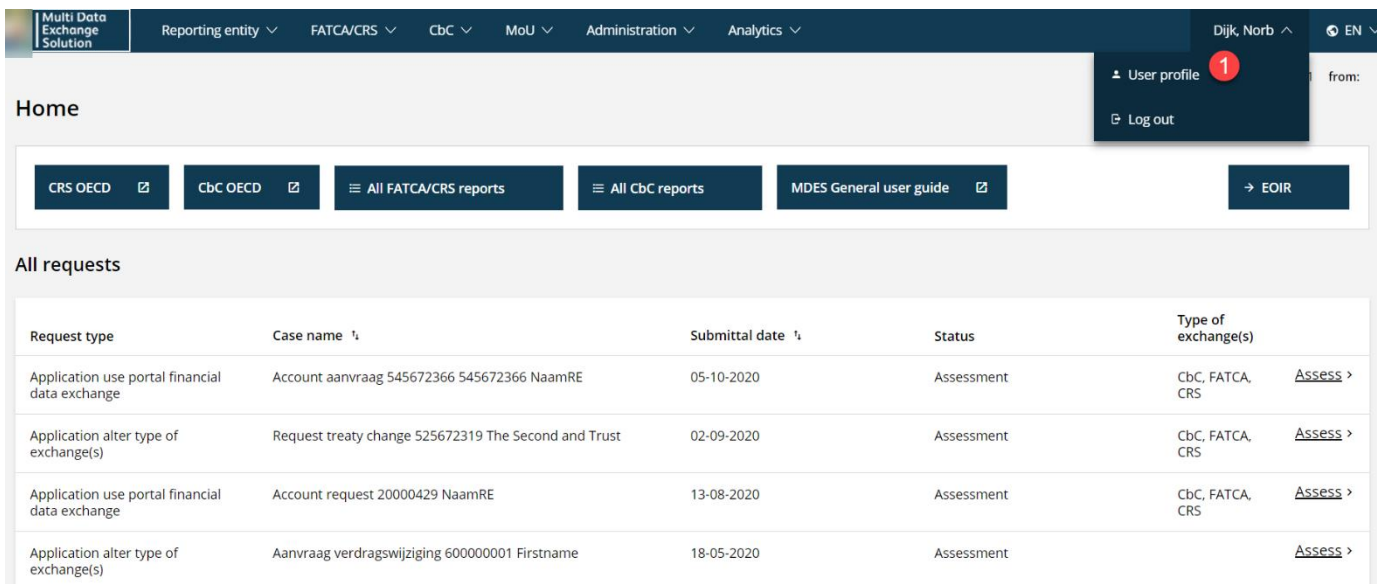 Multi Data
Exchange
Solution
Reporting entity
FATCA/CRS
CbC
MoU
Administration
Analytics
Dijk, Norb
EN
User profile
1
from:
Log out
Home
CRS OECD
CbC OECD
All FATCA/CRS reports
All CbC reports
MDES General user guide
→ EOIR
All requests
Request type
Case name
Submittal date
Status
Type of
exchange(s)
Application use portal financial
data exchange
Account aanvraag 545672366 545672366 NaamRE
05-10-2020
Assessment
CbC, FATCA,
CRS
Assess >
Application alter type of
exchange(s)
Request treaty change 525672319 The Second and Trust
02-09-2020
Assessment
CbC, FATCA,
CRS
Assess >
Application use portal financial
data exchange
Account request 20000429 NaamRE
13-08-2020
Assessment
CbC, FATCA,
CRS
Assess >
Application alter type of
exchange(s)
Aanvraag verdragswijziging 600000001 Firstname
18-05-2020
Assessment
Assess >